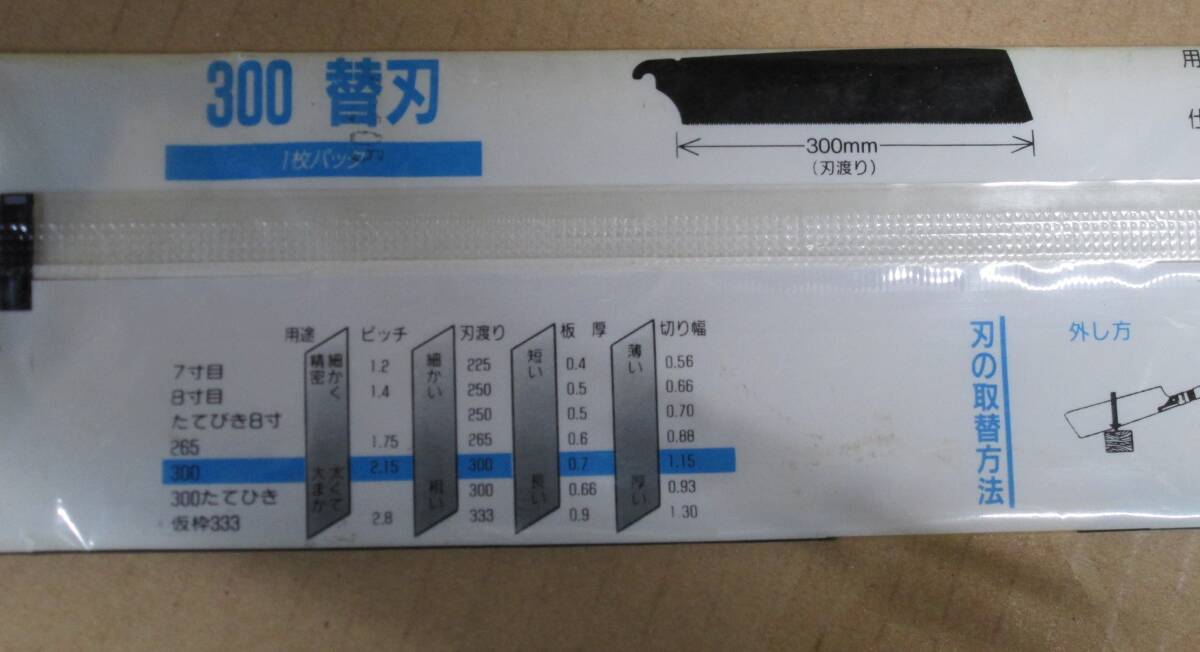 300 替刃
1枚パック
300mm
(刃渡り)
用
仕
用途 ピッチ 刃渡り 板厚 切り幅
7寸目 1.2 225 0.4 0.56
8寸目 1.4 250 0.5 0.66
たてびき8寸 250 0.5 0.70
265 1.75 265 0.6 0.88
300 2.15 300 0.7 1.15
300たてひき 300 0.66 0.93
仮枠333 2.8 333 0.9 1.30
細かく
精密
太くて
大まか
細かい
粗い
短い
長い
薄い
厚い
刃の取替方法
外し方